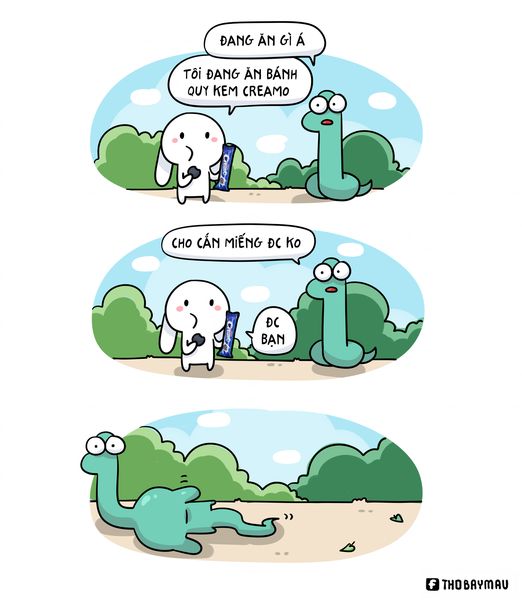 ĐANG ĂN GÌ Á
TÔI ĐANG ĂN BÁNH
QUY KEM CREAMO
CHO CẮN MIẾNG ĐC KO
ĐC
BẠN
THOBAYMAU